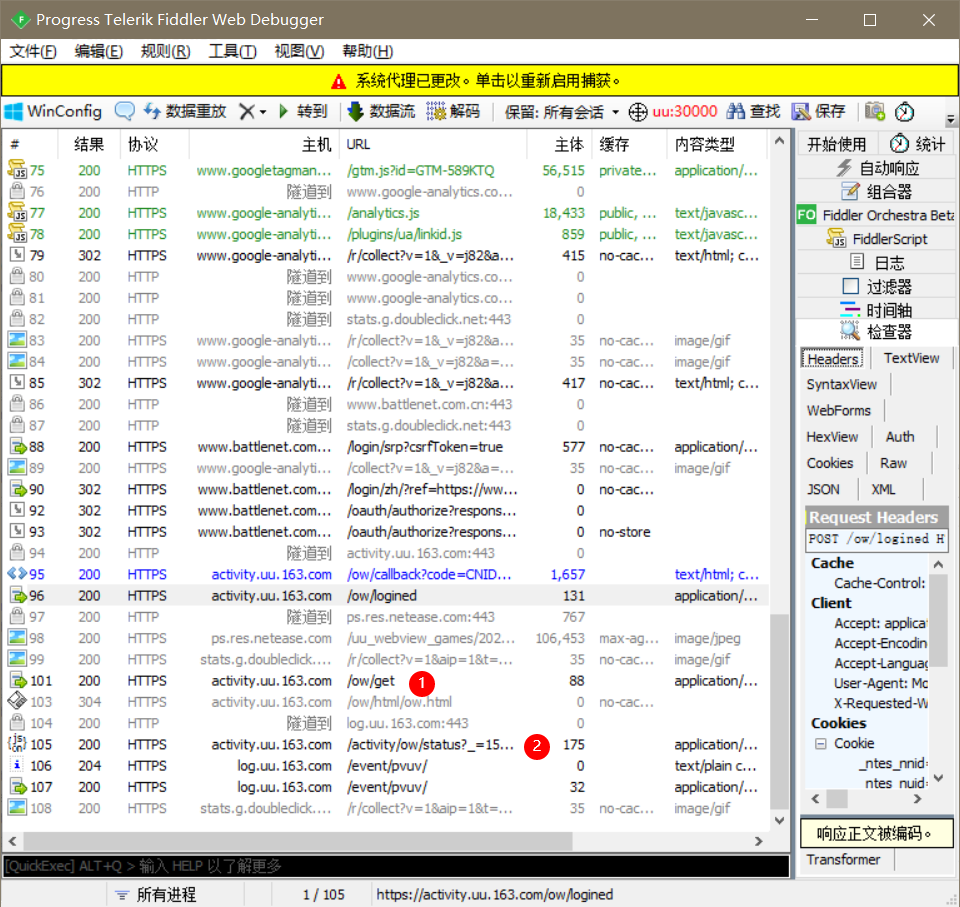 Progress Telerik Fiddler Web Debugger
文件(F) 编辑(E) 规则(R) 工具(T) 视图(V) 帮助(H)
系统代理已更改。单击以重新启用捕获。
WinConfig 数据重放 转到 数据流 解码 保留: 所有会话 uu:30000 查找 保存
# 结果 协议 主机 URL 主体 缓存 内容类型
75 200 HTTPS www.googletagman... /gtm.js?id=GTM-589KTQ 56,515 private... application/...
76 200 HTTP 隧道到 www.google-analytics.co... 0
77 200 HTTPS www.google-analyti... /analytics.js 18,433 public, ... text/javasc...
78 200 HTTPS www.google-analyti... /plugins/ua/linkid.js 859 public, ... text/javasc...
79 302 HTTPS www.google-analyti... /r/collect?v=1&_v=j82&a... 415 no-cac... text/html; c...
80 200 HTTP 隧道到 www.google-analytics.co... 0
81 200 HTTP 隧道到 www.google-analytics.co... 0
82 200 HTTP 隧道到 stats.g.doubleclick.net:443 0
83 200 HTTPS www.google-analyti... /r/collect?v=1&_v=j82&a... 35 no-cac... image/gif
84 200 HTTPS www.google-analyti... /collect?v=1&_v=j82&a=... 35 no-cac... image/gif
85 302 HTTPS www.google-analyti... /r/collect?v=1&_v=j82&a... 417 no-cac... text/html; c...
86 200 HTTP 隧道到 www.battlenet.com.cn:443 0
87 200 HTTP 隧道到 stats.g.doubleclick.net:443 0
88 200 HTTPS www.battlenet.com... /login/srp?csrfToken=true 577 no-cac... application/...
89 200 HTTPS www.google-analyti... /collect?v=1&_v=j82&a=... 35 no-cac... image/gif
90 302 HTTPS www.battlenet.com... /login/zh/?ref=https://ww... 0 no-cac...
92 302 HTTPS www.battlenet.com... /oauth/authorize?respons... 0
93 302 HTTPS www.battlenet.com... /oauth/authorize?respons... 0 no-store
94 200 HTTP 隧道到 activity.uu.163.com:443 0
95 200 HTTPS activity.uu.163.com /ow/callback?code=CNID... 1,657 text/html; c...
96 200 HTTPS activity.uu.163.com /ow/logined 131 application/...
97 200 HTTP 隧道到 ps.res.netease.com:443 767
98 200 HTTPS ps.res.netease.com /uu_webview_games/202... 106,453 max-ag... image/jpeg
99 200 HTTPS stats.g.doubleclick.... /r/collect?v=1&aip=1&t=... 35 no-cac... image/gif
101 200 HTTPS activity.uu.163.com /ow/get 1 88 application/...
103 304 HTTPS activity.uu.163.com /ow/html/ow.html 0 no-cac...
104 200 HTTP 隧道到 log.uu.163.com:443 0
105 200 HTTPS activity.uu.163.com /activity/ow/status?_=15... 2 175 application/...
106 204 HTTPS log.uu.163.com /event/pvuv/ 0 text/plain c...
107 200 HTTPS log.uu.163.com /event/pvuv/ 32 application/...
108 200 HTTPS stats.g.doubleclick.... /r/collect?v=1&aip=1&t=... 35 no-cac... image/gif
[QuickExec] ALT+Q > 输入 HELP 以了解更多
所有进程 1 / 105 https://activity.uu.163.com/ow/logined
开始使用 统计
自动响应
组合器
FO Fiddler Orchestra Beta
FiddlerScript
日志
过滤器
时间轴
检查器
Headers TextView
SyntaxView
WebForms
HexView Auth
Cookies Raw
JSON XML
Request Headers
POST /ow/logined H
Cache
Cache-Control:
Client
Accept: applica
Accept-Encodin
Accept-Languag
User-Agent: Mo
X-Requested-W
Cookies
Cookie
_ntes_nnid=
ntes nuid=
响应正文被编码。
Transformer